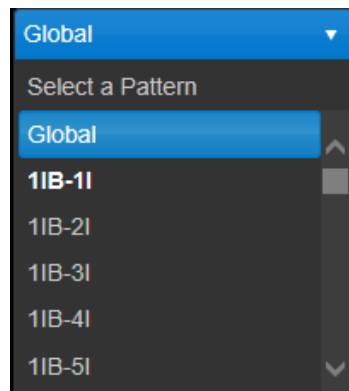 Global
Select a Pattern
Global
1IB-1I
1IB-2I
1IB-3I
1IB-4I
1IB-5I